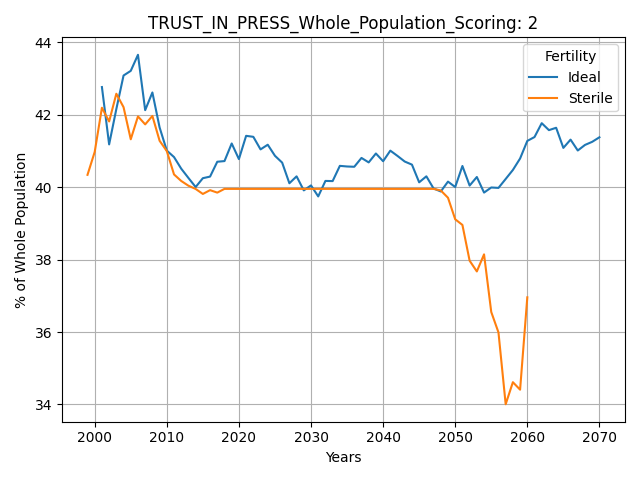 TRUST_IN_PRESS_Whole_Population_Scoring: 2
Fertility
Ideal
Sterile
% of Whole Population
44
42
40
38
36
34
2000 2010 2020 2030 2040 2050 2060 2070
Years